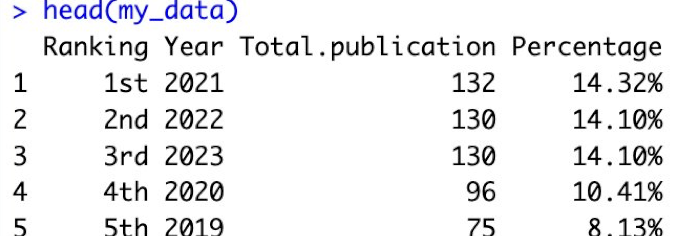 > head(my_data)
Ranking Year Total.publication Percentage
1 1st 2021 132 14.32%
2 2nd 2022 130 14.10%
3 3rd 2023 130 14.10%
4 4th 2020 96 10.41%
5 5th 2019 75 8.13%